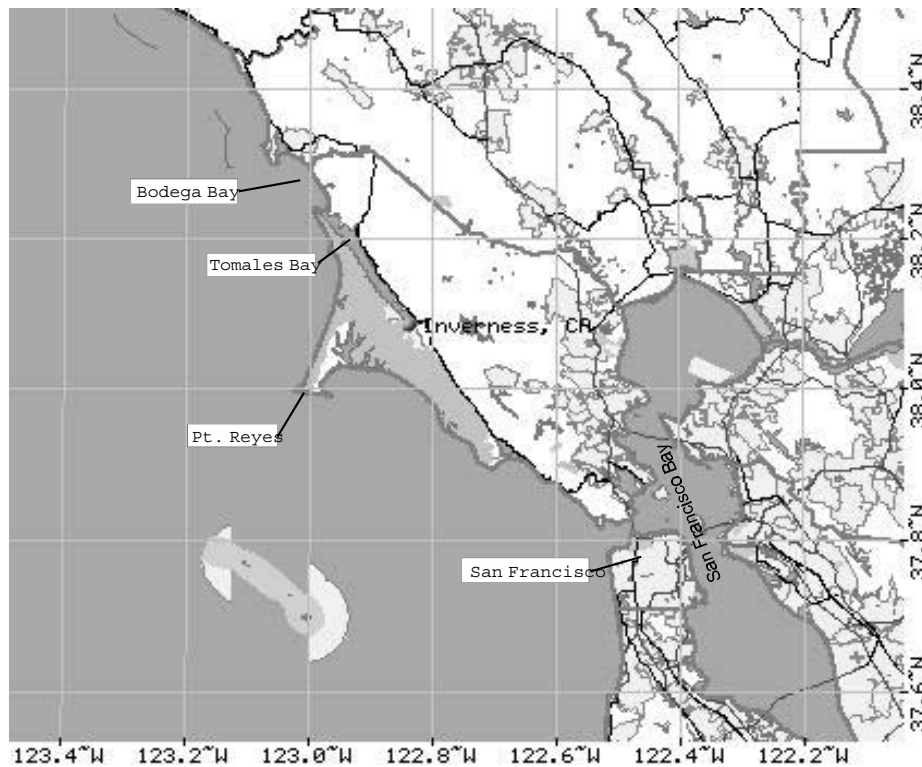 38.4~N
Bodega Bay
38.2~N
Tomales Bay
Inverness, CA
38.0~N
Pt. Reyes
San Francisco Bay
37.8~N
San Francisco
37.6~N
123.4~W 123.2~W 123.0~W 122.8~W 122.6~W 122.4~W 122.2~W